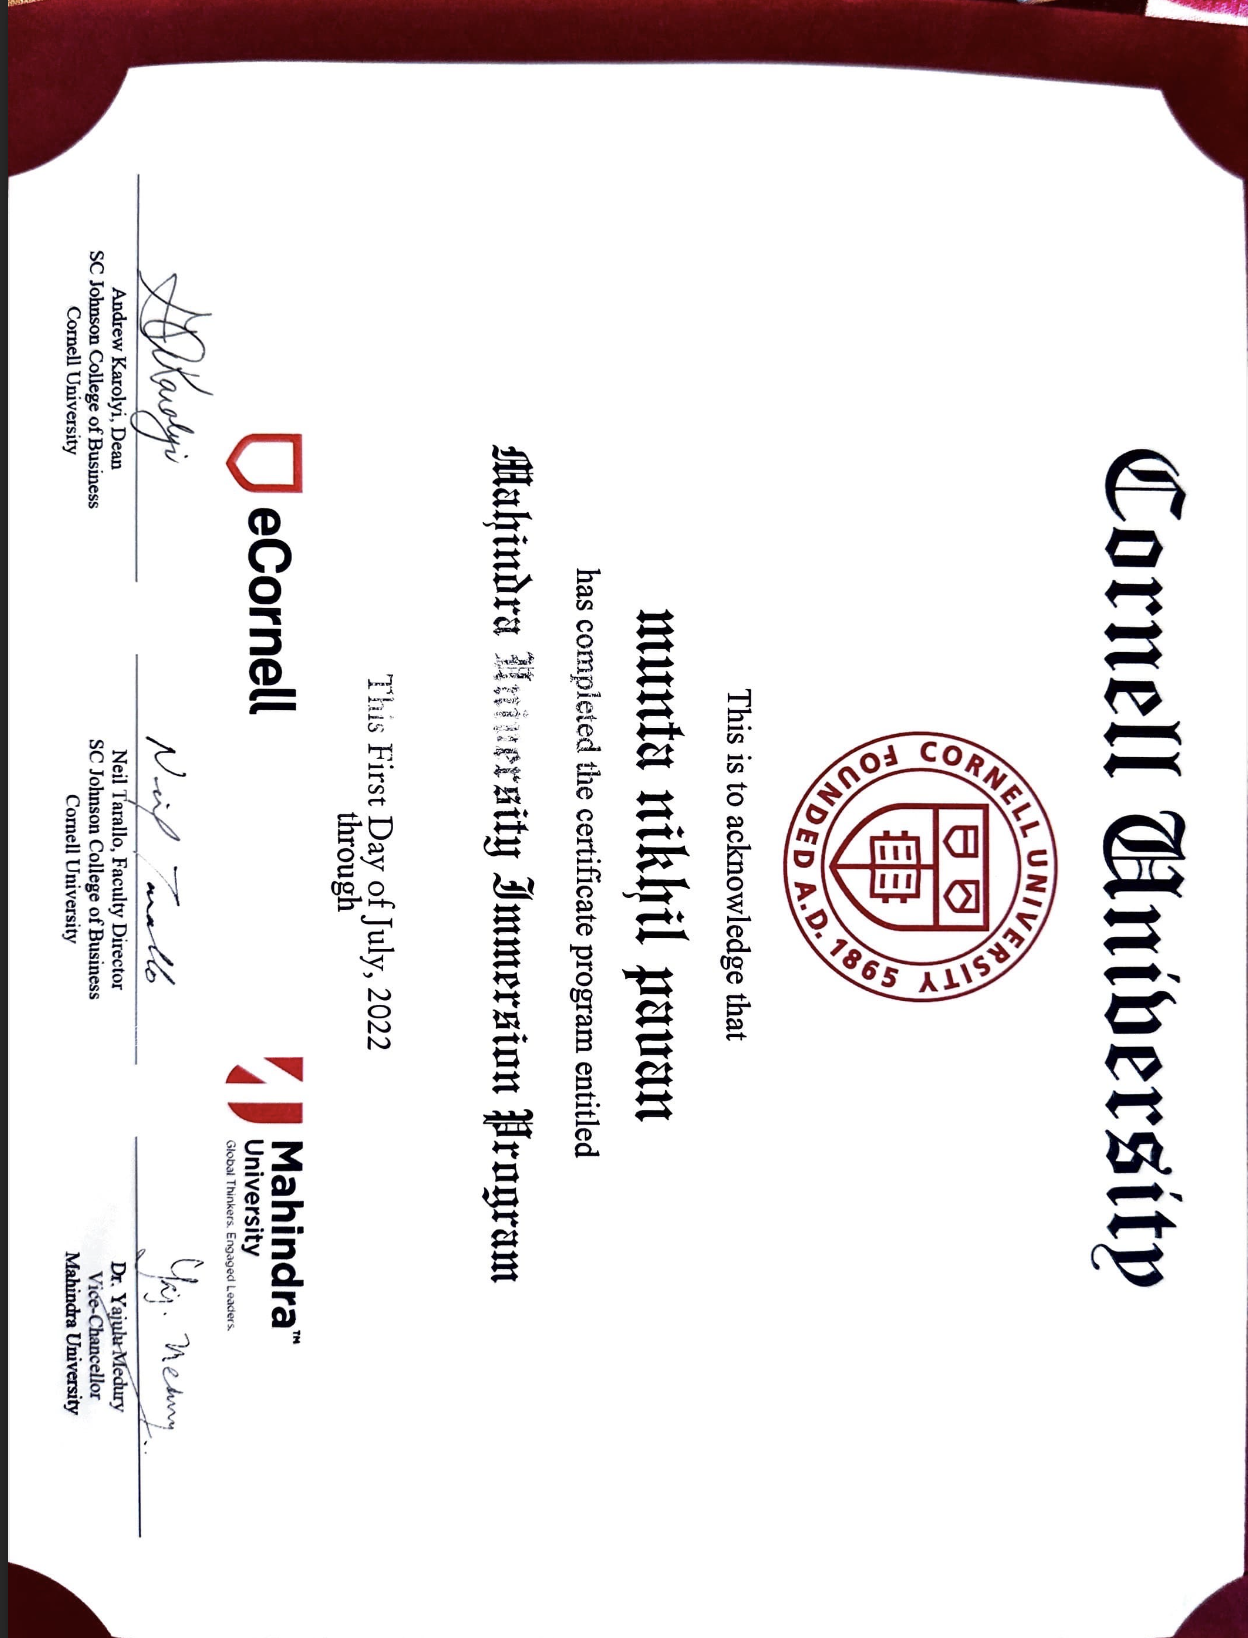 Cornell University
FOUNDED A.D. 1865 CORNELL UNIVERSITY
This is to acknowledge that
munta nikhil pavan
has completed the certificate program entitled
Mahindra University Immersion Program
This First Day of July, 2022
through
eCornell
Mahindra™
University
Global Thinkers. Engaged Leaders.
Andrew Karolyi, Dean
SC Johnson College of Business
Cornell University
Neil Tarallo, Faculty Director
SC Johnson College of Business
Cornell University
Dr. Yajulu Medury
Vice-Chancellor
Mahindra University